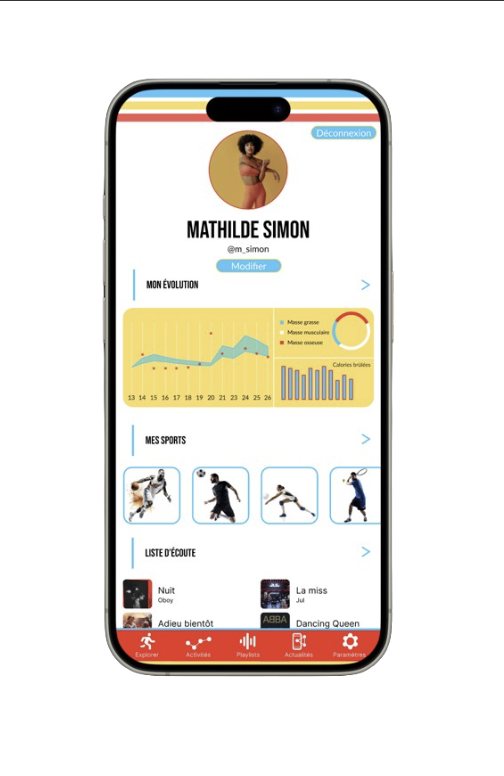 Déconnexion
MATHILDE SIMON
@m_simon
Modifier
MON ÉVOLUTION
Masse grasse
Masse musculaire
Masse osseuse
Calories brûlées
13 14 15 16 17 18 19 20 21 23 24 25 26
MES SPORTS
LISTE D'ÉCOUTE
Nuit
Oboy
La miss
Jul
Adieu bientôt
ABBA
Dancing Queen
Explorer
Activités
Playlists
Actualités
Paramètres